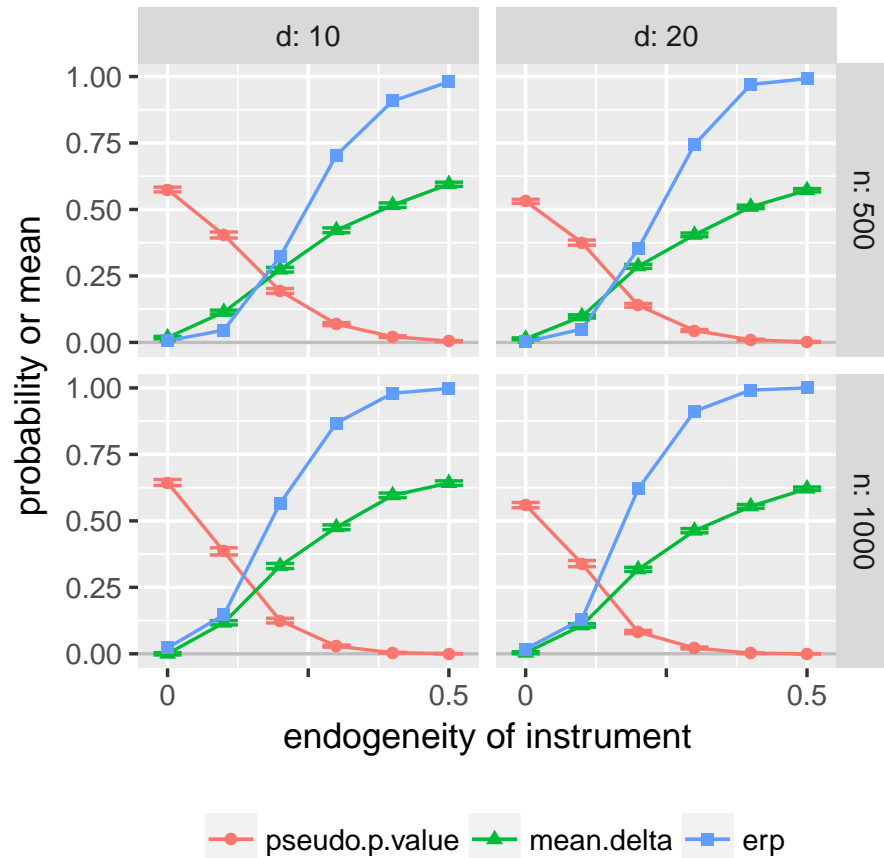 d: 10
d: 20
probability or mean
1.00
0.75
0.50
0.25
0.00
n: 500
1.00
0.75
0.50
0.25
0.00
n: 1000
0
0.5
0
0.5
endogeneity of instrument
pseudo.p.value
mean.delta
erp